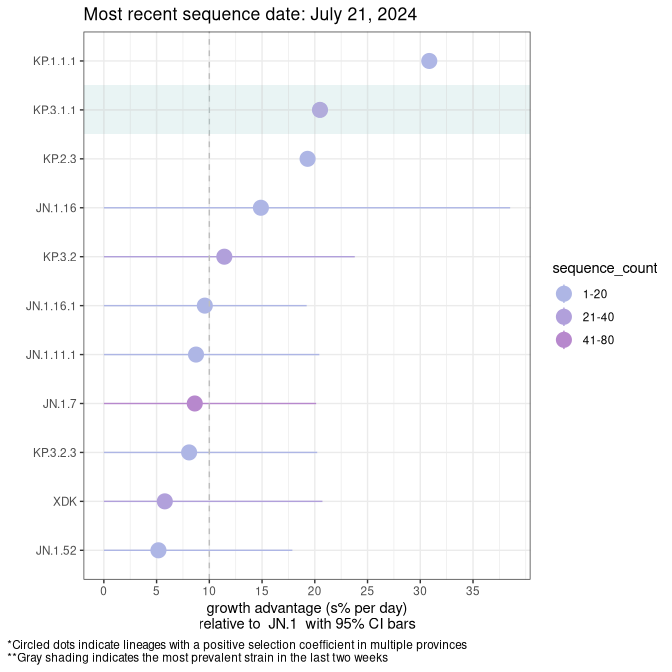 Most recent sequence date: July 21, 2024
KP.1.1.1
KP.3.1.1
KP.2.3
JN.1.16
KP.3.2
JN.1.16.1
JN.1.11.1
JN.1.7
KP.3.2.3
XDK
JN.1.52
0 5 10 15 20 25 30 35
growth advantage (s% per day)
relative to JN.1 with 95% CI bars
sequence_count
1-20
21-40
41-80
*Circled dots indicate lineages with a positive selection coefficient in multiple provinces
**Gray shading indicates the most prevalent strain in the last two weeks